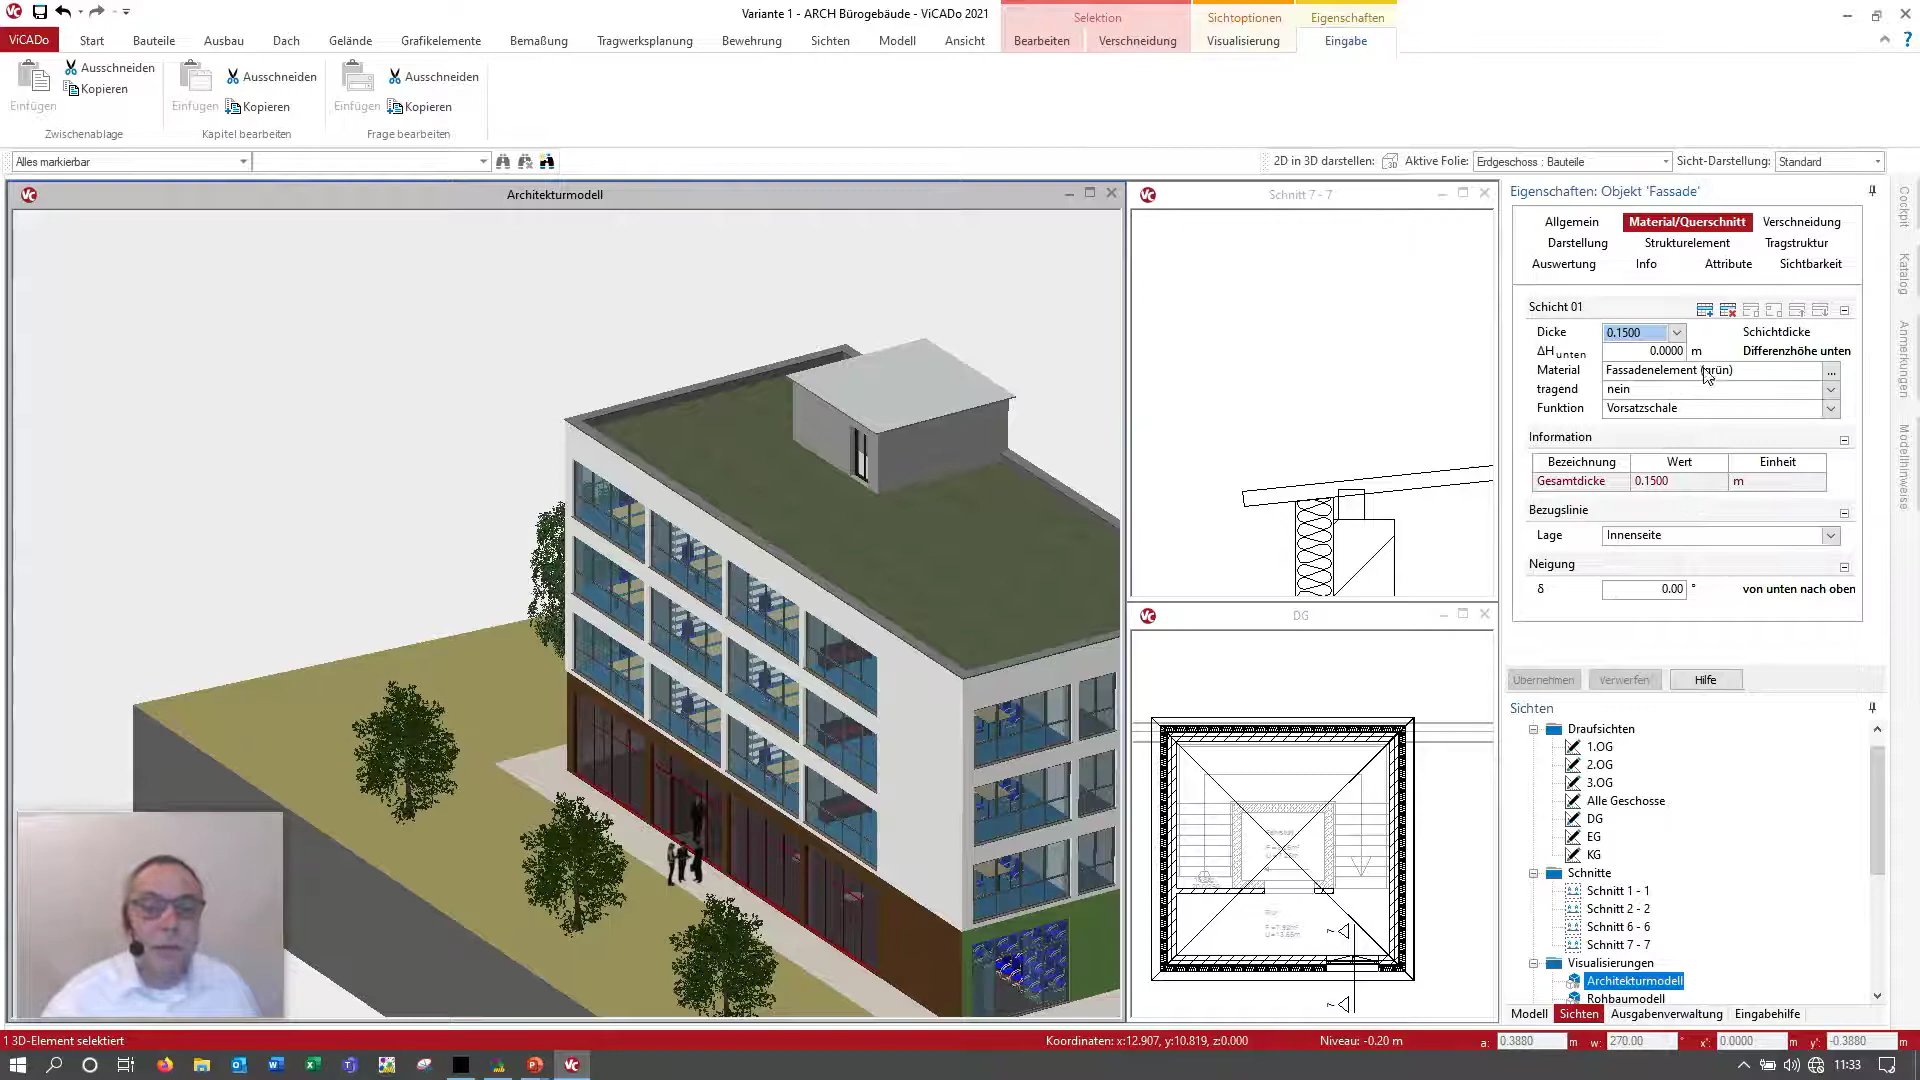 Variante 1 - ARCH Bürogebäude - ViCADo 2021
Selektion
Sichtoptionen
Eigenschaften
ViCADo
Start
Bauteile
Ausbau
Dach
Gelände
Grafikelemente
Bemaßung
Tragwerksplanung
Bewehrung
Sichten
Modell
Ansicht
Bearbeiten
Verschneidung
Visualisierung
Eingabe
Einfügen
Ausschneiden
Kopieren
Zwischenablage
Einfügen
Ausschneiden
Kopieren
Kapitel bearbeiten
Einfügen
Ausschneiden
Kopieren
Frage bearbeiten
Alles markierbar
2D in 3D darstellen:
Aktive Folie:
Erdgeschoss : Bauteile
Sicht-Darstellung:
Standard
Architekturmodell
Schnitt 7 - 7
DG
Eigenschaften: Objekt 'Fassade'
Allgemein
Material/Querschnitt
Verschneidung
Darstellung
Strukturelement
Tragstruktur
Auswertung
Info
Attribute
Sichtbarkeit
Schicht 01
Dicke 0.1500 Schichtdicke
ΔH unten 0.0000 m Differenzhöhe unten
Material Fassadenelement (grün) ...
tragend nein
Funktion Vorsatzschale
Information
Bezeichnung Wert Einheit
Gesamtdicke 0.1500 m
Bezugslinie
Lage Innenseite
Neigung
δ 0.00 ° von unten nach oben
Übernehmen
Verwerfen
Hilfe
Sichten
Draufsichten
1.OG
2.OG
3.OG
Alle Geschosse
DG
EG
KG
Schnitte
Schnitt 1 - 1
Schnitt 2 - 2
Schnitt 6 - 6
Schnitt 7 - 7
Visualisierungen
Architekturmodell
Rohbaumodell
Modell
Sichten
Ausgabenverwaltung
Eingabehilfe
Cockpit
Katalog
Anmerkungen
Modellhinweise
1 3D-Element selektiert
Koordinaten: x:12.907, y:10.819, z:0.000
Niveau: -0.20 m
a: 0.3880 m
w: 270.00 °
x': 0.0000 m
y': -0.3880 m
11:33